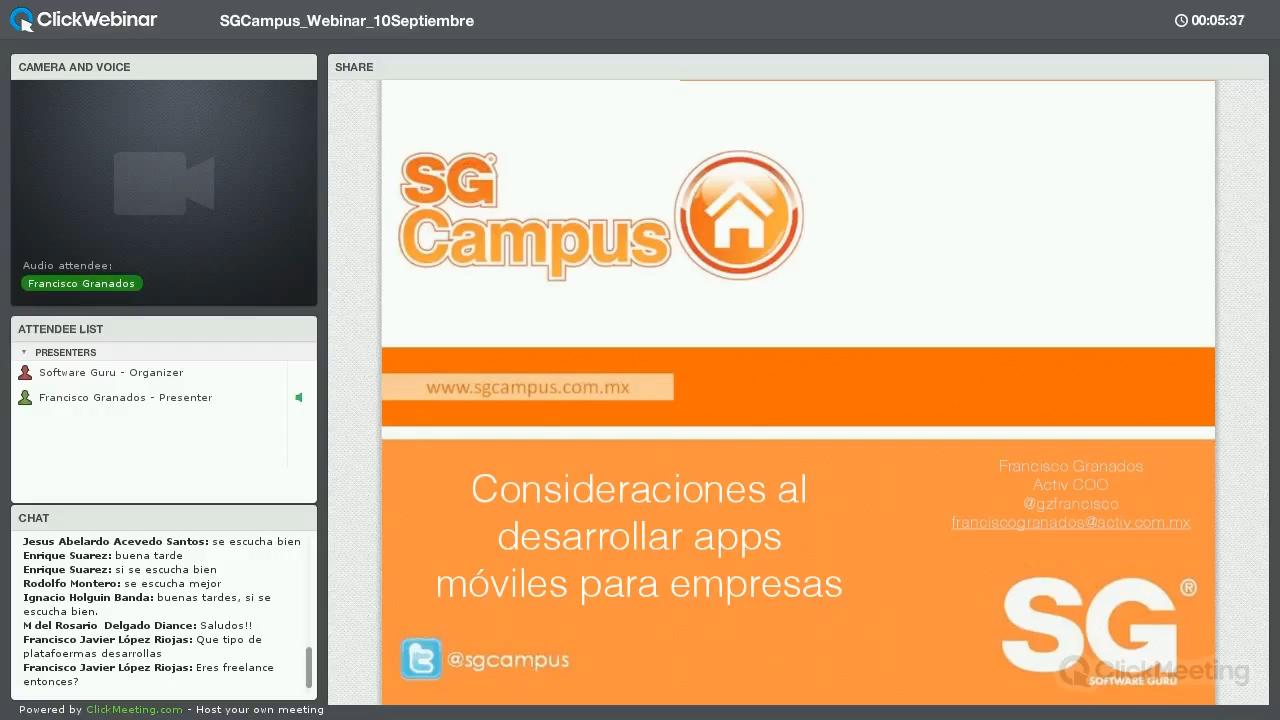 ClickWebinar
SGCampus_Webinar_10Septiembre
00:05:37
CAMERA AND VOICE
Audio attendee:
Francisco Granados
ATTENDEE LIST
PRESENTERS
Software Guru - Organizer
Francisco Granados - Presenter
CHAT
Jesus Abelardo Acevedo Santos: se escucha bien
Enrique Suarez: buena tarde
Enrique Suarez: si se escucha bien
Rodolfo Montero: se escucha mejor
Ignacio Holguin Banda: buenas tardes, si se
escucha bien.
M del Rosario Delgado Diance: Saludos!!
Francisco Javier López Riojas: Que tipo de
platafoermas desarrollas
Francisco Javier López Riojas: Eres freelance
entonces?
Powered by ClickMeeting.com - Host your own meeting
SHARE
SG
Campus
www.sgcampus.com.mx
Consideraciones al
desarrollar apps
móviles para empresas
@sgcampus
Francisco Granados
Activ COO
@gzfrancisco
franciscogranados@activ.com.mx
SG®
SOFTWARE GURU
ClickMeeting